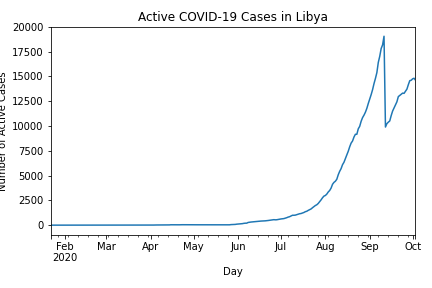 Active COVID-19 Cases in Libya
Number of Active Cases
20000
17500
15000
12500
10000
7500
5000
2500
0
Feb Mar Apr May Jun Jul Aug Sep Oct
2020
Day